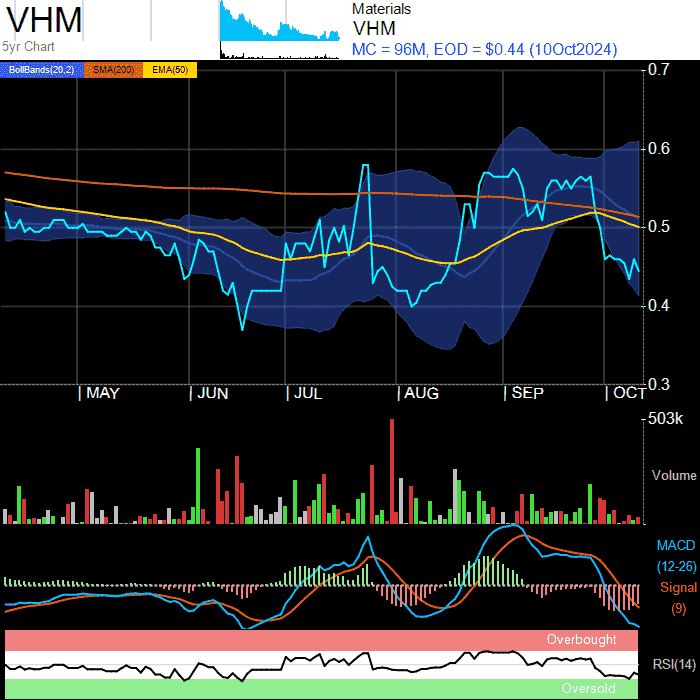 VHM
5yr Chart
Materials
VHM
MC = 96M, EOD = $0.44 (10Oct2024)
BollBands(20,2) SMA(200) EMA(50)
0.7
0.6
0.5
0.4
0.3
| MAY | JUN | JUL | AUG | SEP | OCT
503k
Volume
MACD
(12-26)
Signal
(9)
Overbought
RSI(14)
Oversold